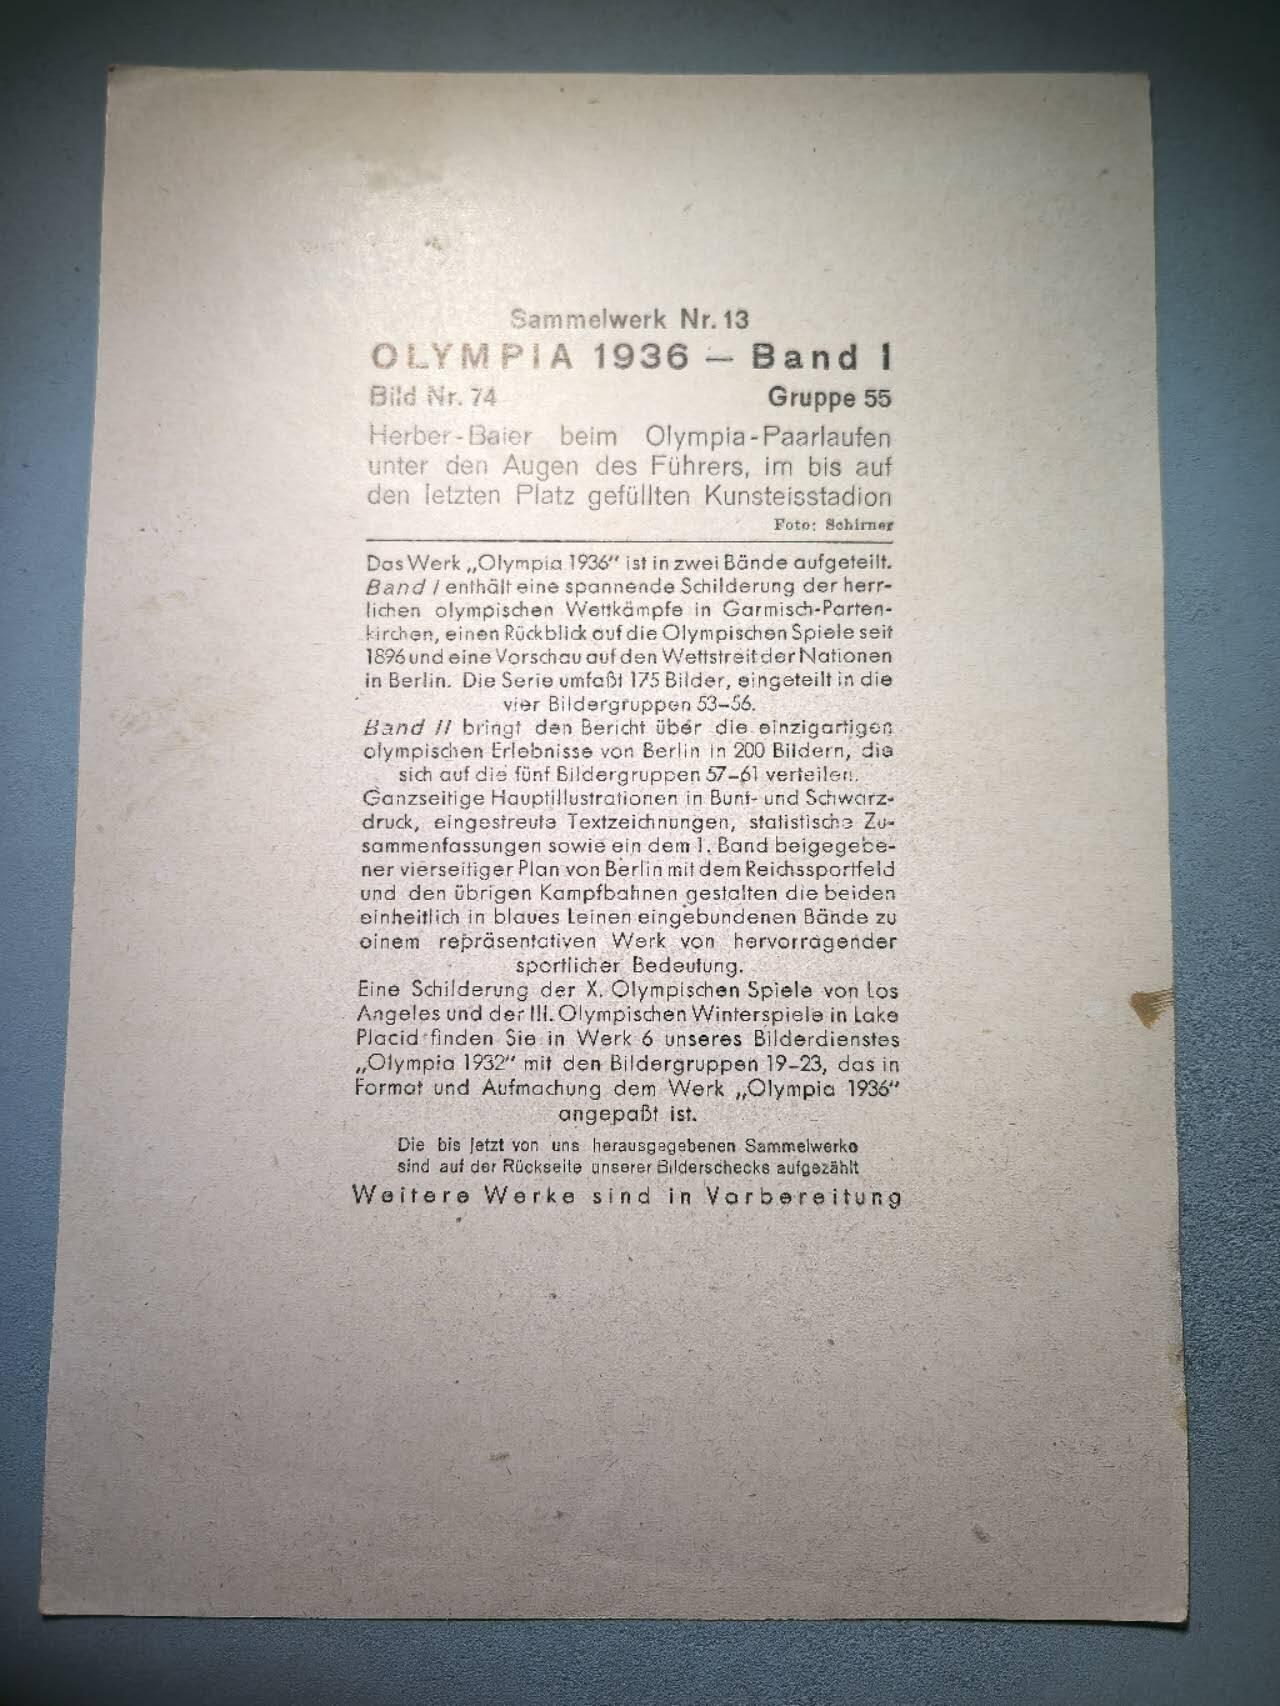 Sammelwerk Nr. 13
OLYMPIA 1936 — Band I
Bild Nr. 74 Gruppe 55
Herber-Baier beim Olympia-Paarlaufen
unter den Augen des Führers, im bis auf
den letzten Platz gefüllten Kunsteisstadion
Foto: Schirner
Das Werk „Olympia 1936“ ist in zwei Bände aufgeteilt.
Band I enthält eine spannende Schilderung der herr-
lichen olympischen Wettkämpfe in Garmisch-Parten-
kirchen, einen Rückblick auf die Olympischen Spiele seit
1896 und eine Vorschau auf den Wettstreit der Nationen
in Berlin. Die Serie umfaßt 175 Bilder, eingeteilt in die
vier Bildergruppen 53–56.
Band II bringt den Bericht über die einzigartigen
olympischen Erlebnisse von Berlin in 200 Bildern, die
sich auf die fünf Bildergruppen 57–61 verteilen.
Ganzseitige Hauptillustrationen in Bunt- und Schwarz-
druck, eingestreute Textzeichnungen, statistische Zu-
sammenfassungen sowie ein dem 1. Band beigegebe-
ner vierseitiger Plan von Berlin mit dem Reichssportfeld
und den übrigen Kampfbahnen gestalten die beiden
einheitlich in blaues Leinen eingebundenen Bände zu
einem repräsentativen Werk von hervorragender
sportlicher Bedeutung.
Eine Schilderung der X. Olympischen Spiele von Los
Angeles und der III. Olympischen Winterspiele in Lake
Placid finden Sie in Werk 6 unseres Bilderdienstes
„Olympia 1932“ mit den Bildergruppen 19–23, das in
Format und Aufmachung dem Werk „Olympia 1936“
angepaßt ist.
Die bis jetzt von uns herausgegebenen Sammelwerke
sind auf der Rückseite unserer Bilderschecks aufgezählt
Weitere Werke sind in Vorbereitung